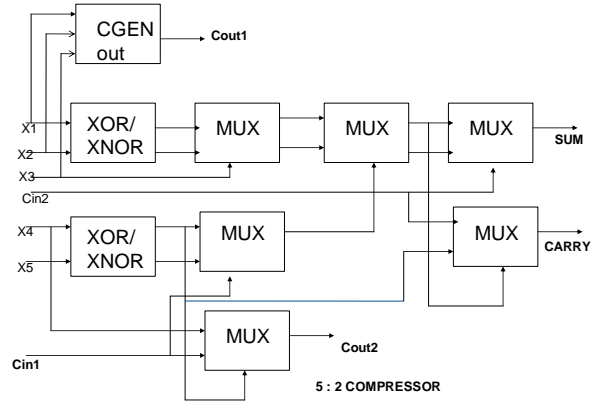 CGEN
out
Cout1
X1
XOR/
XNOR
MUX
MUX
MUX
SUM
X2
X3
Cin2
X4
XOR/
XNOR
MUX
MUX
CARRY
X5
MUX
Cout2
Cin1
5 : 2 COMPRESSOR